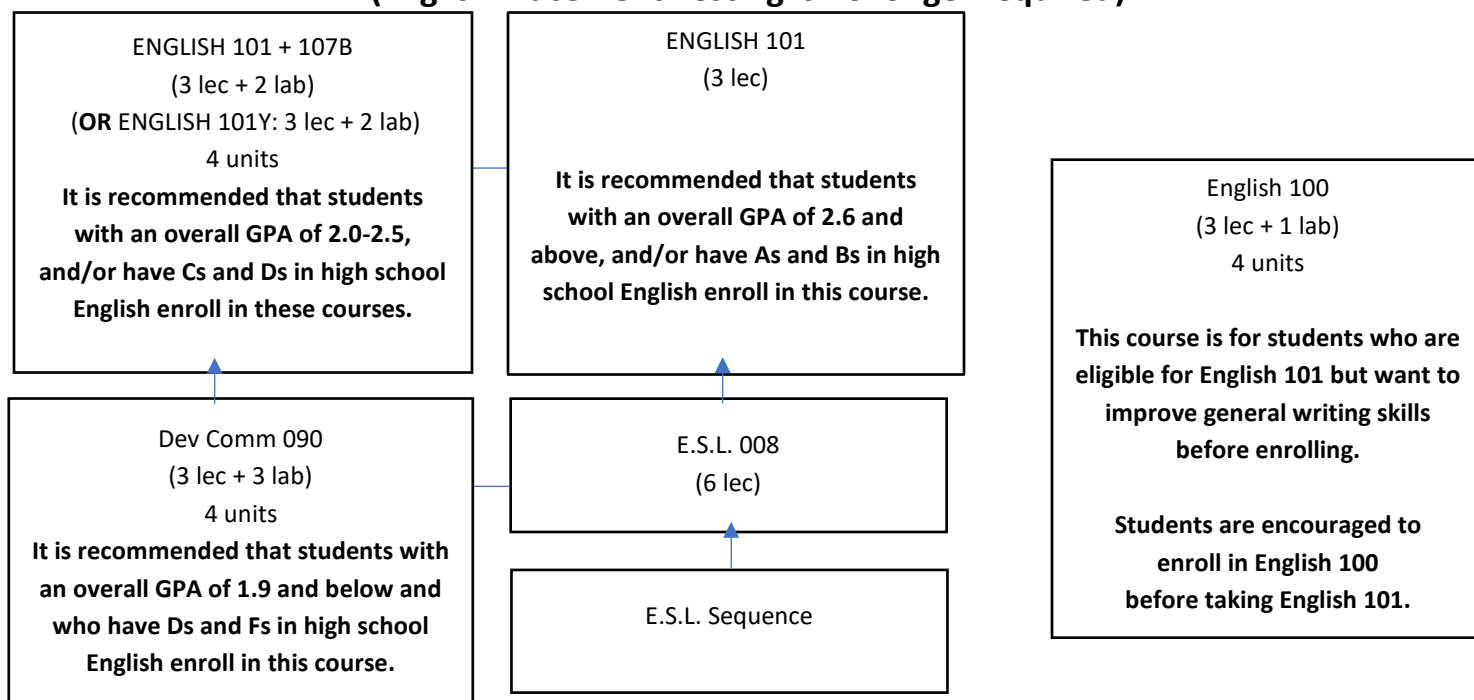 ENGLISH 101 + 107B
(3 lec + 2 lab)
(OR ENGLISH 101Y: 3 lec + 2 lab)
4 units
It is recommended that students
with an overall GPA of 2.0-2.5,
and/or have Cs and Ds in high school
English enroll in these courses.
ENGLISH 101
(3 lec)
It is recommended that students
with an overall GPA of 2.6 and
above, and/or have As and Bs in high
school English enroll in this course.
English 100
(3 lec + 1 lab)
4 units
This course is for students who are
eligible for English 101 but want to
improve general writing skills
before enrolling.
Students are encouraged to
enroll in English 100
before taking English 101.
Dev Comm 090
(3 lec + 3 lab)
4 units
It is recommended that students with
an overall GPA of 1.9 and below and
who have Ds and Fs in high school
English enroll in this course.
E.S.L. 008
(6 lec)
E.S.L. Sequence